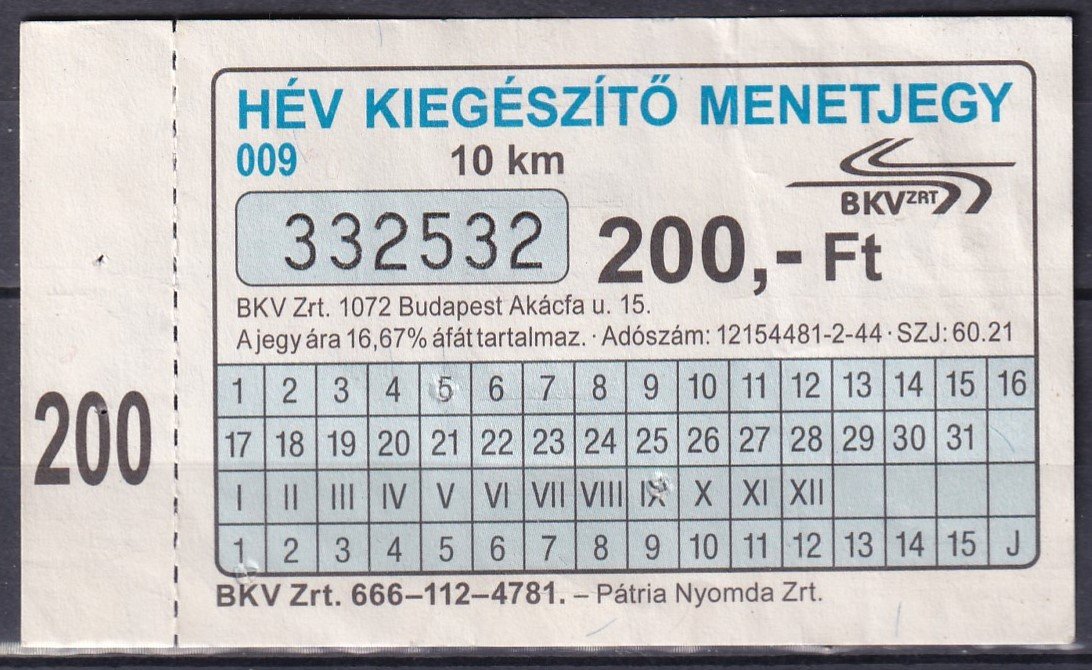 HÉV KIEGÉSZÍTŐ MENETJEGY
009 10 km
BKV ZRT
332532 200,- Ft
BKV Zrt. 1072 Budapest Akácfa u. 15.
A jegy ára 16,67% áfát tartalmaz. · Adószám: 12154481-2-44 · SZJ: 60.21
1 2 3 4 5 6 7 8 9 10 11 12 13 14 15 16
17 18 19 20 21 22 23 24 25 26 27 28 29 30 31
I II III IV V VI VII VIII IX X XI XII
1 2 3 4 5 6 7 8 9 10 11 12 13 14 15 J
BKV Zrt. 666–112–4781. – Pátria Nyomda Zrt.
200